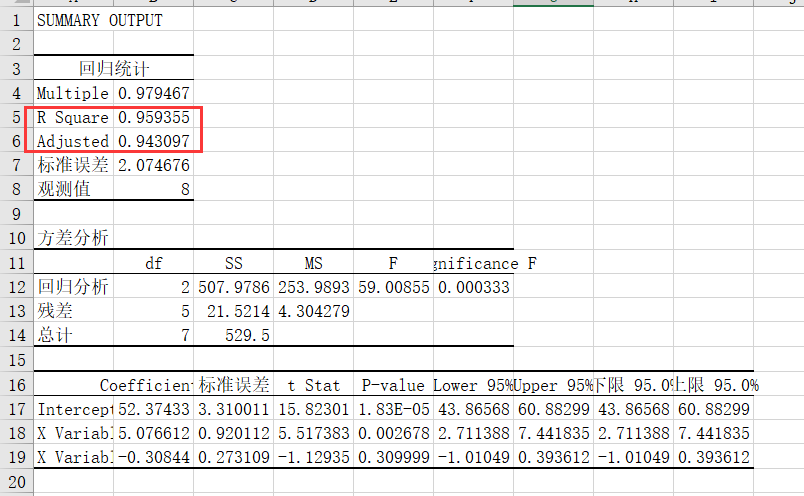 1 SUMMARY OUTPUT
2
3 回归统计
4 Multiple 0.979467
5 R Square 0.959355
6 Adjusted 0.943097
7 标准误差 2.074676
8 观测值 8
9
10 方差分析
11 df SS MS F gnificance F
12 回归分析 2 507.9786 253.9893 59.00855 0.000333
13 残差 5 21.5214 4.304279
14 总计 7 529.5
15
16 Coefficien 标准误差 t Stat P-value Lower 95% Upper 95% 下限 95.0% 上限 95.0%
17 Intercept 52.37433 3.310011 15.82301 1.83E-05 43.86568 60.88299 43.86568 60.88299
18 X Variabl 5.076612 0.920112 5.517383 0.002678 2.711388 7.441835 2.711388 7.441835
19 X Variabl -0.30844 0.273109 -1.12935 0.309999 -1.01049 0.393612 -1.01049 0.393612
20